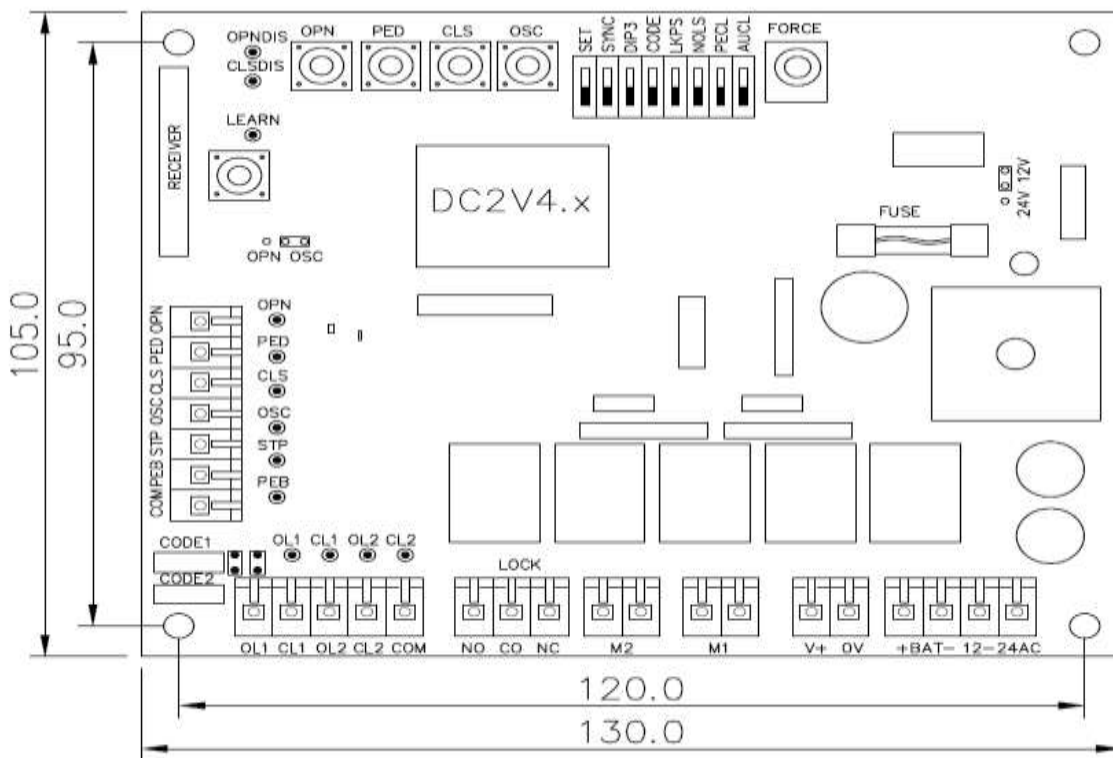 OPNDIS OPN PED CLS OSC SET SYNC DIP3 CODE LKPS NOLS PECL AUCL FORCE
CLSDIS
LEARN
RECEIVER
DC2V4.x
24V 12V
FUSE
OPN OSC
105.0
95.0
COM PEB STP OSC CLS PED OPN
OPN
PED
CLS
OSC
STP
PEB
CODE1 OL1 CL1 OL2 CL2
LOCK
CODE2
OL1 CL1 OL2 CL2 COM NO CO NC M2 M1 V+ 0V +BAT- 12-24AC
120.0
130.0